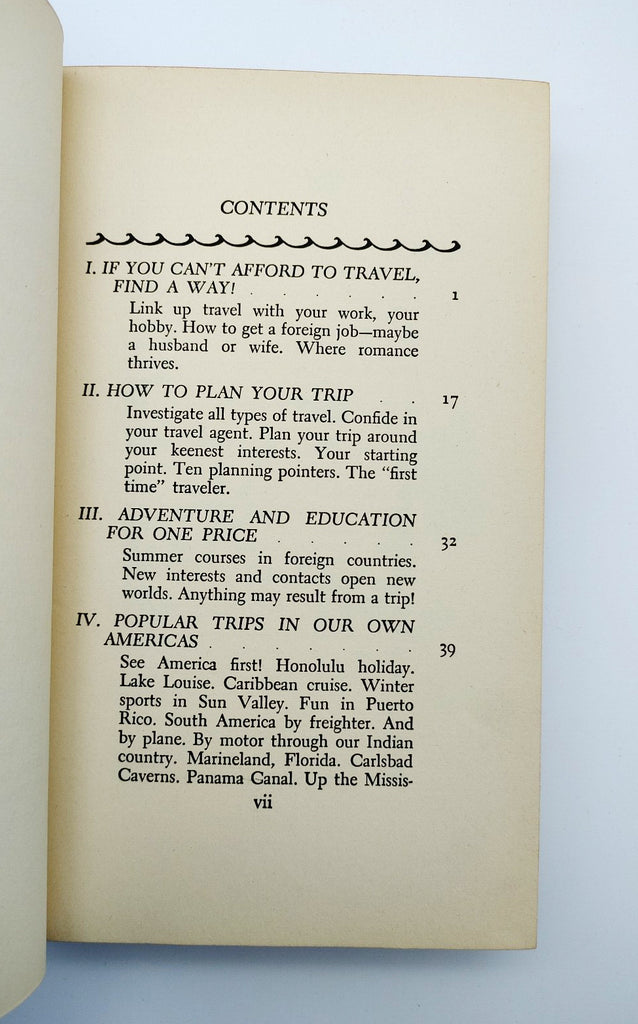 CONTENTS
I. IF YOU CAN'T AFFORD TO TRAVEL,
FIND A WAY! . . . . . . 1
Link up travel with your work, your
hobby. How to get a foreign job—maybe
a husband or wife. Where romance
thrives.
II. HOW TO PLAN YOUR TRIP . . 17
Investigate all types of travel. Confide in
your travel agent. Plan your trip around
your keenest interests. Your starting
point. Ten planning pointers. The “first
time” traveler.
III. ADVENTURE AND EDUCATION
FOR ONE PRICE . . . . . 32
Summer courses in foreign countries.
New interests and contacts open new
worlds. Anything may result from a trip!
IV. POPULAR TRIPS IN OUR OWN
AMERICAS . . . . . . . 39
See America first! Honolulu holiday.
Lake Louise. Caribbean cruise. Winter
sports in Sun Valley. Fun in Puerto
Rico. South America by freighter. And
by plane. By motor through our Indian
country. Marineland, Florida. Carlsbad
Caverns. Panama Canal. Up the Missis-
vii